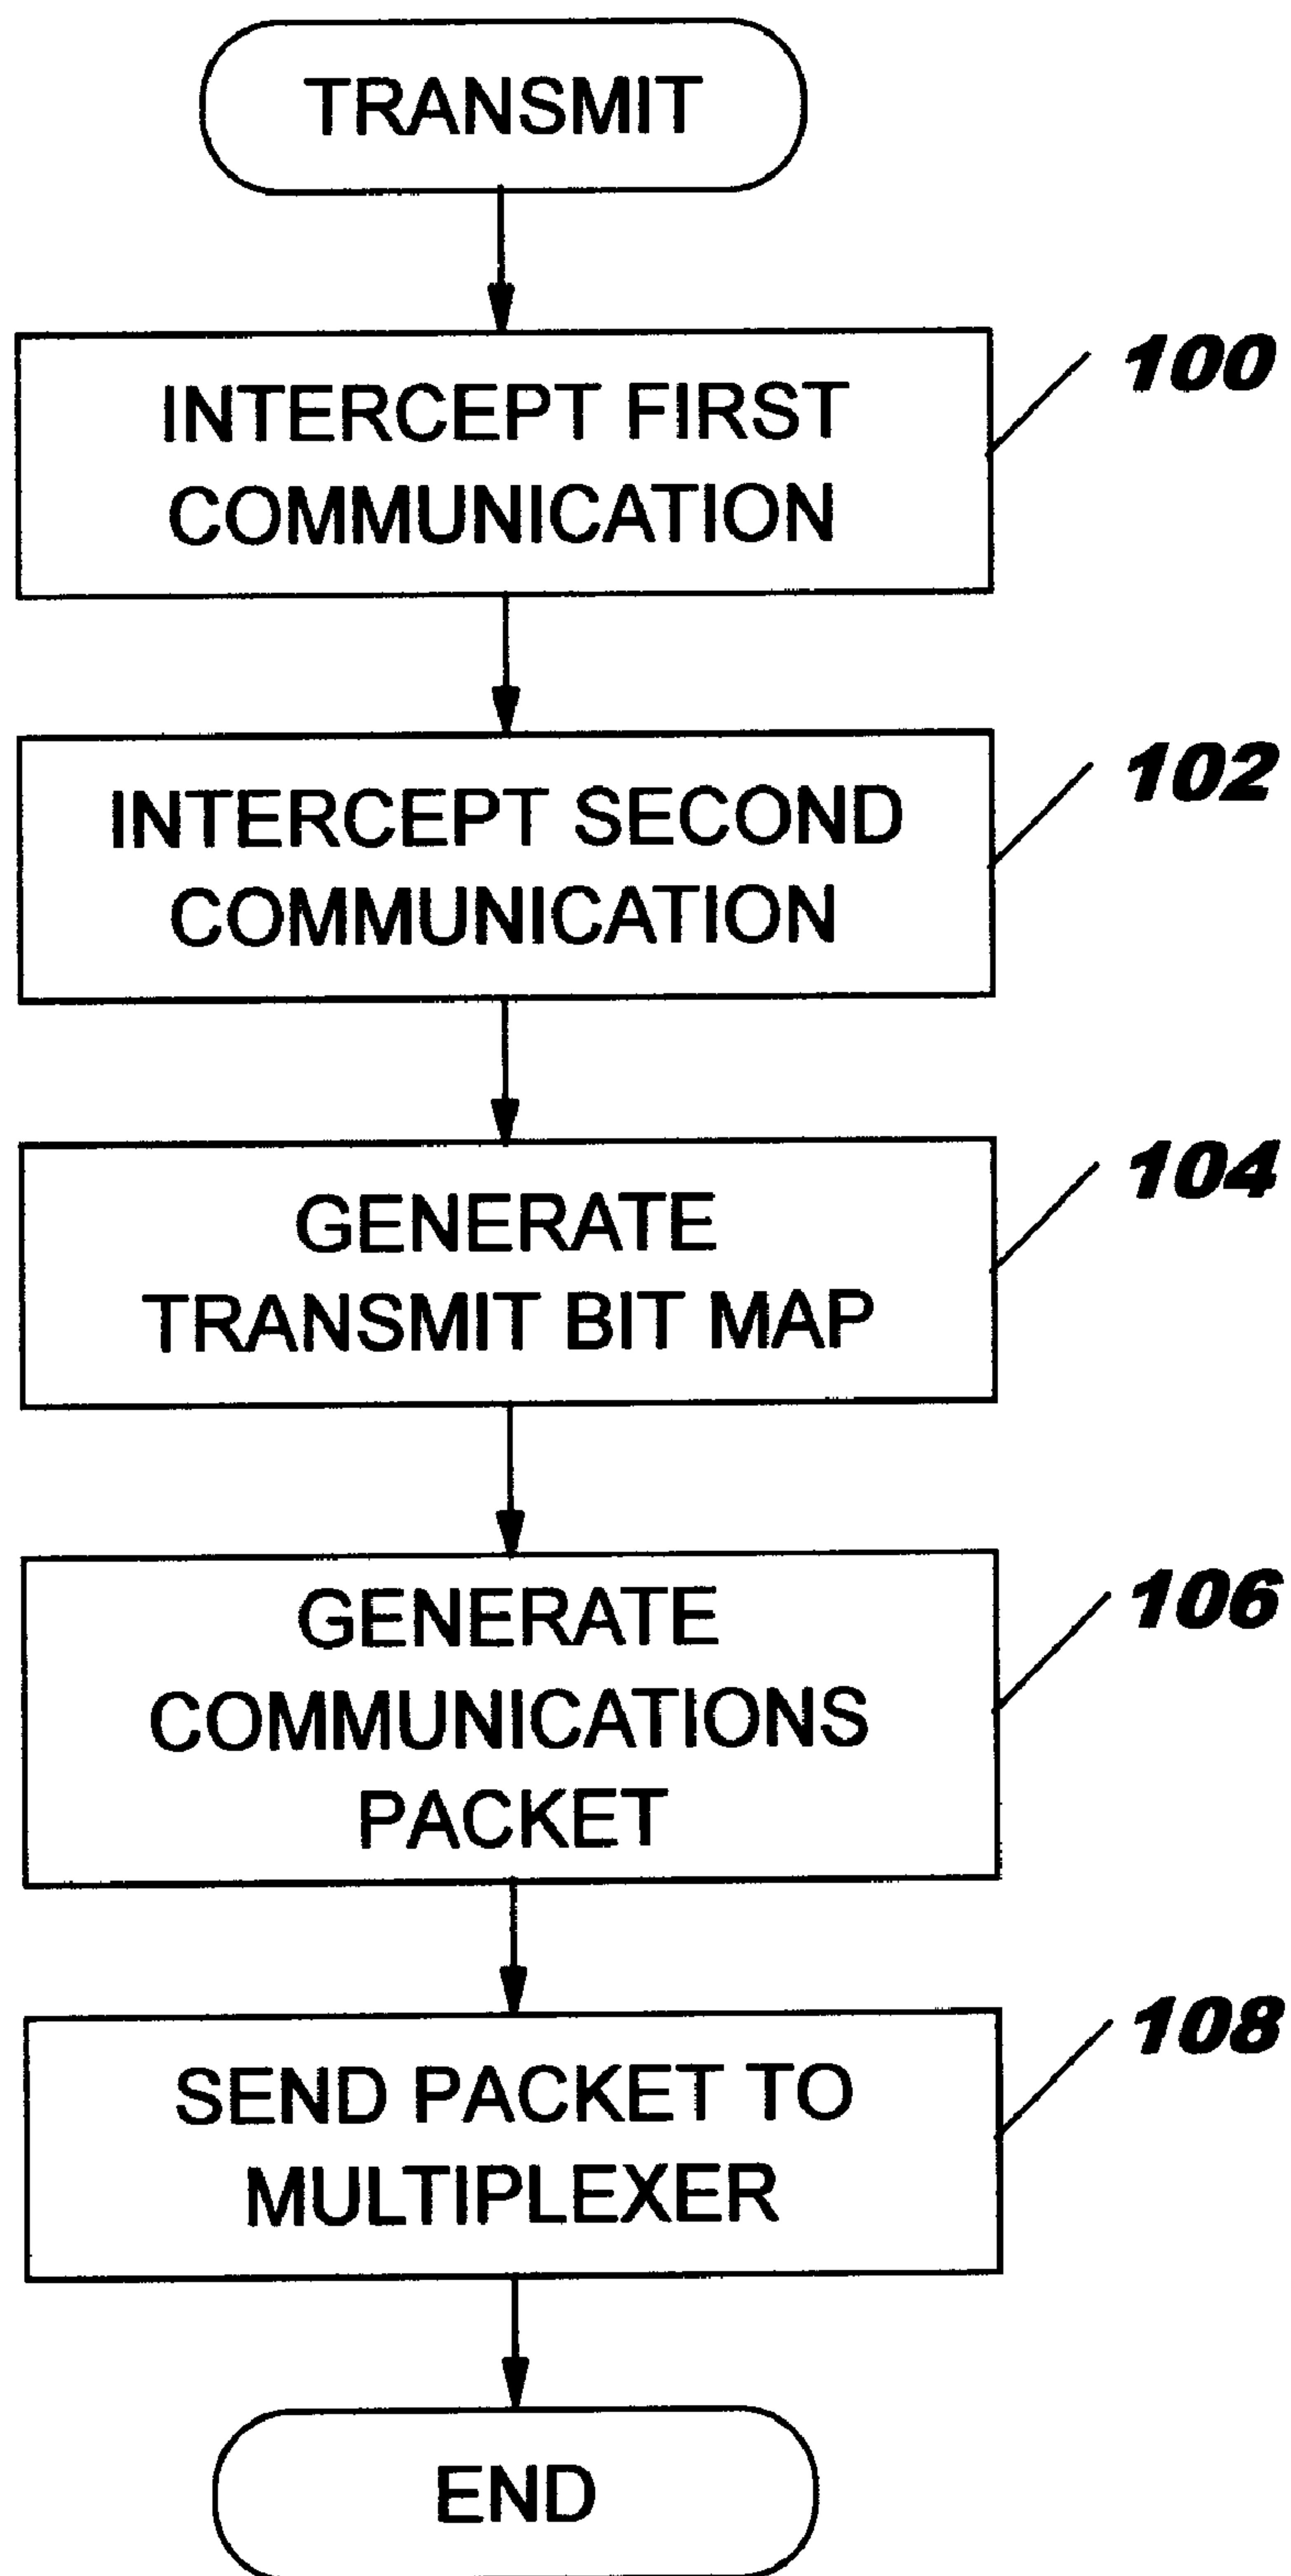 TRANSMIT
INTERCEPT FIRST
COMMUNICATION
100
INTERCEPT SECOND
COMMUNICATION
102
GENERATE
TRANSMIT BIT MAP
104
GENERATE
COMMUNICATIONS
PACKET
106
SEND PACKET TO
MULTIPLEXER
108
END